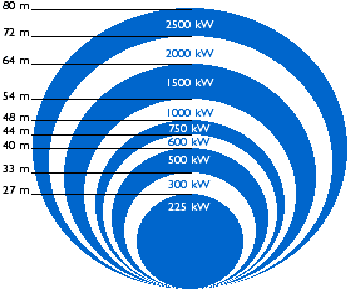 80 m
2500 kW
72 m
2000 kW
64 m
1500 kW
54 m
1000 kW
48 m
750 kW
44 m
600 kW
40 m
500 kW
33 m
300 kW
27 m
225 kW